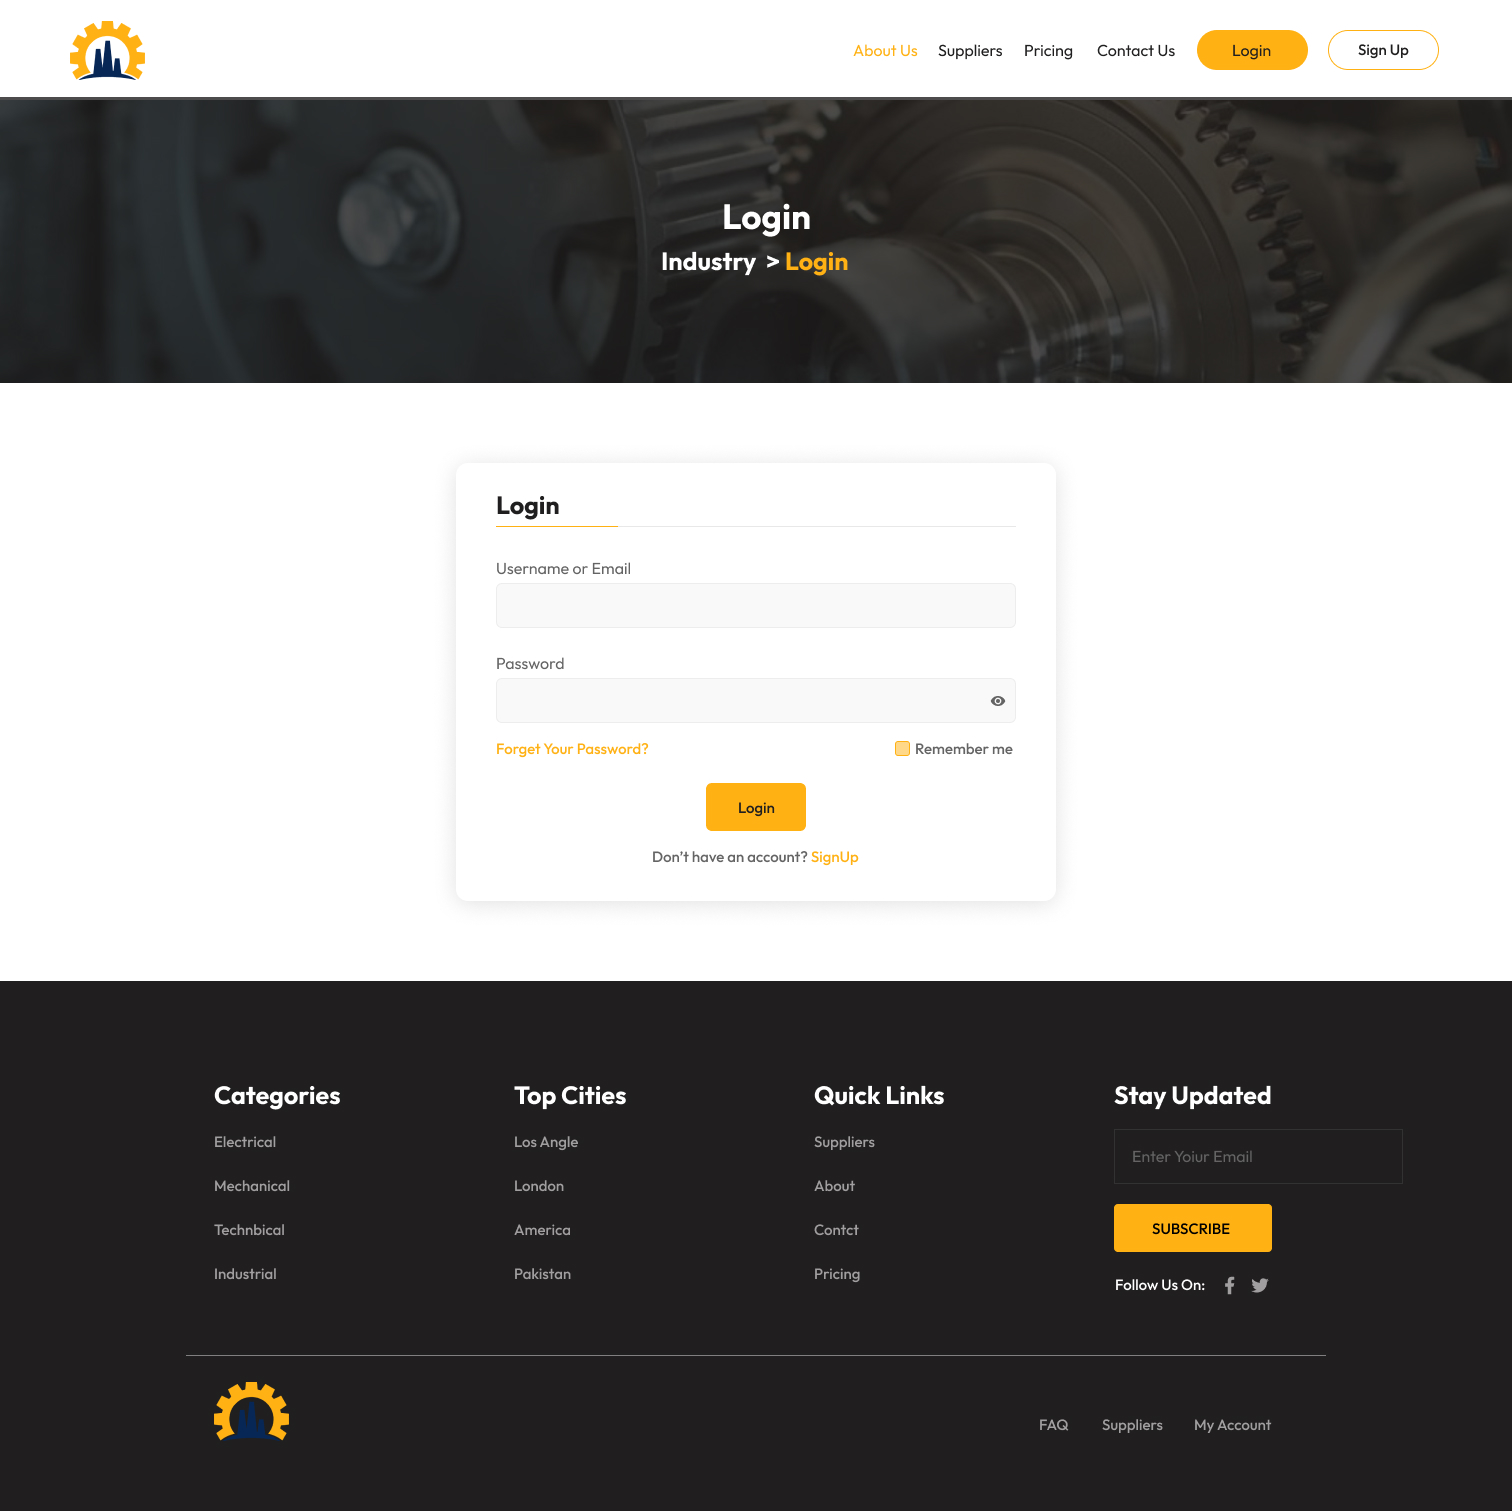 About Us Suppliers Pricing Contact Us Login Sign Up
Login
Industry > Login
Login
Username or Email
Password
Forget Your Password? Remember me
Login
Don't have an account? SignUp
Categories Top Cities Quick Links Stay Updated
Electrical Los Angle Suppliers
Enter Yoiur Email
Mechanical London About
Technbical America Contct
SUBSCRIBE
Industrial Pakistan Pricing
Follow Us On:
FAQ Suppliers My Account